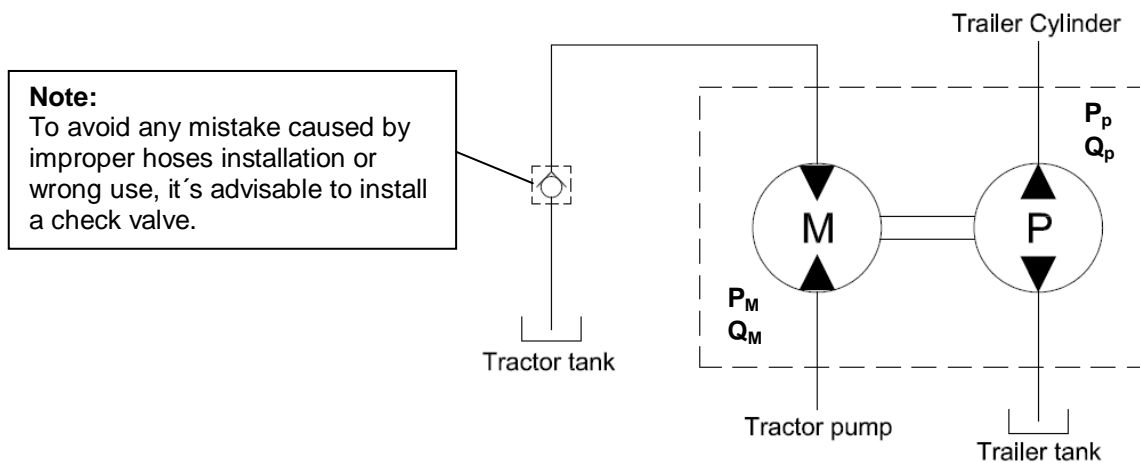 Trailer Cylinder
Note:
To avoid any mistake caused by
improper hoses installation or
wrong use, it´s advisable to install
a check valve.
Pp
Qp
M
P
PM
QM
Tractor tank
Tractor pump
Trailer tank